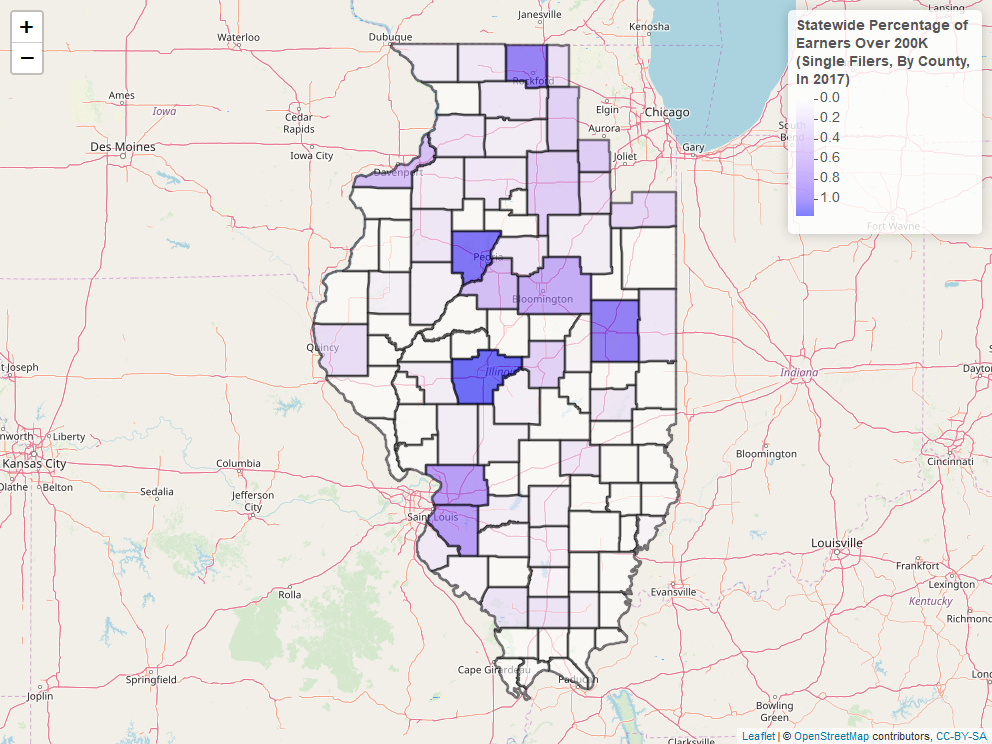 +
−
Janesville
Lansing
Waterloo
Dubuque
Kenosha
Statewide Percentage of
Earners Over 200K
(Single Filers, By County,
In 2017)
0.0
0.2
0.4
0.6
0.8
1.0
Rockford
Ames
Iowa
Cedar
Rapids
Elgin
Chicago
Aurora
Des Moines
Iowa City
Joliet
Gary
South
Bend
Davenport
Fort Wayne
Peoria
Bloomington
Quincy
St Joseph
Illinois
Indiana
Dayton
Liberty
Kansas City
Columbia
Bloomington
Cincinnati
Olathe
Belton
Sedalia
Jefferson
City
Saint Louis
Louisville
Frankfort
Lexington
Evansville
Rolla
Kentucky
Richmond
Cape Girardeau
Springfield
Paducah
Joplin
Bowling
Green
Clarksville
Leaflet | © OpenStreetMap contributors, CC-BY-SA